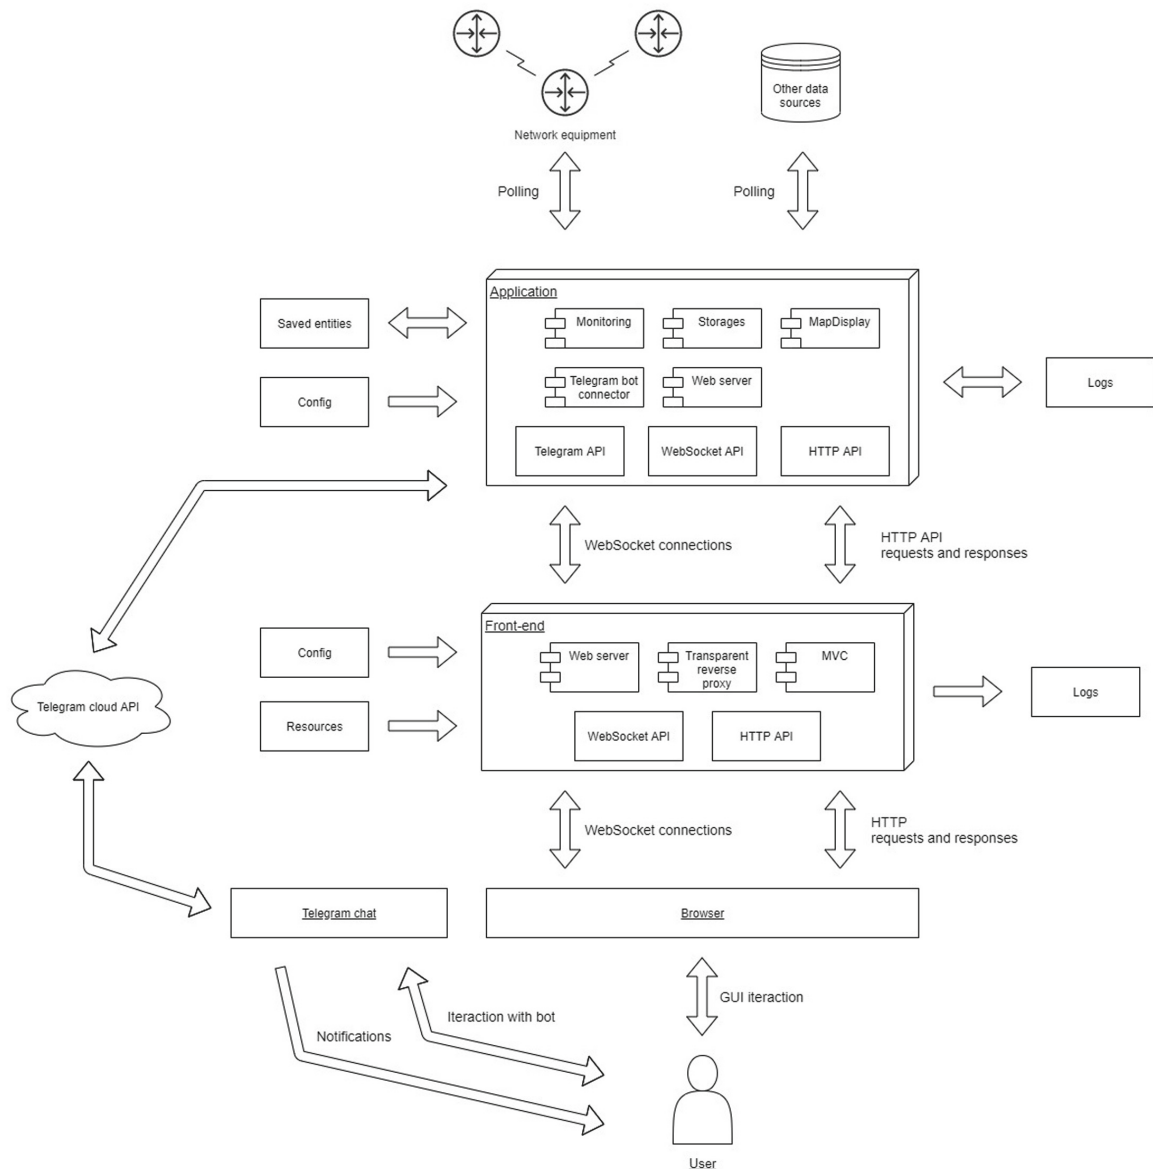 Other data
sources
Network equipment
Polling
Polling
Application
Saved entities
Monitoring
Storages
MapDisplay
Config
Telegram bot
connector
Web server
Logs
Telegram API
WebSocket API
HTTP API
WebSocket connections
HTTP API
requests and responses
Front-end
Config
Web server
Transparent
reverse
proxy
MVC
Telegram cloud API
Resources
WebSocket API
HTTP API
Logs
WebSocket connections
HTTP
requests and responses
Telegram chat
Browser
GUI iteraction
Iteraction with bot
Notifications
User